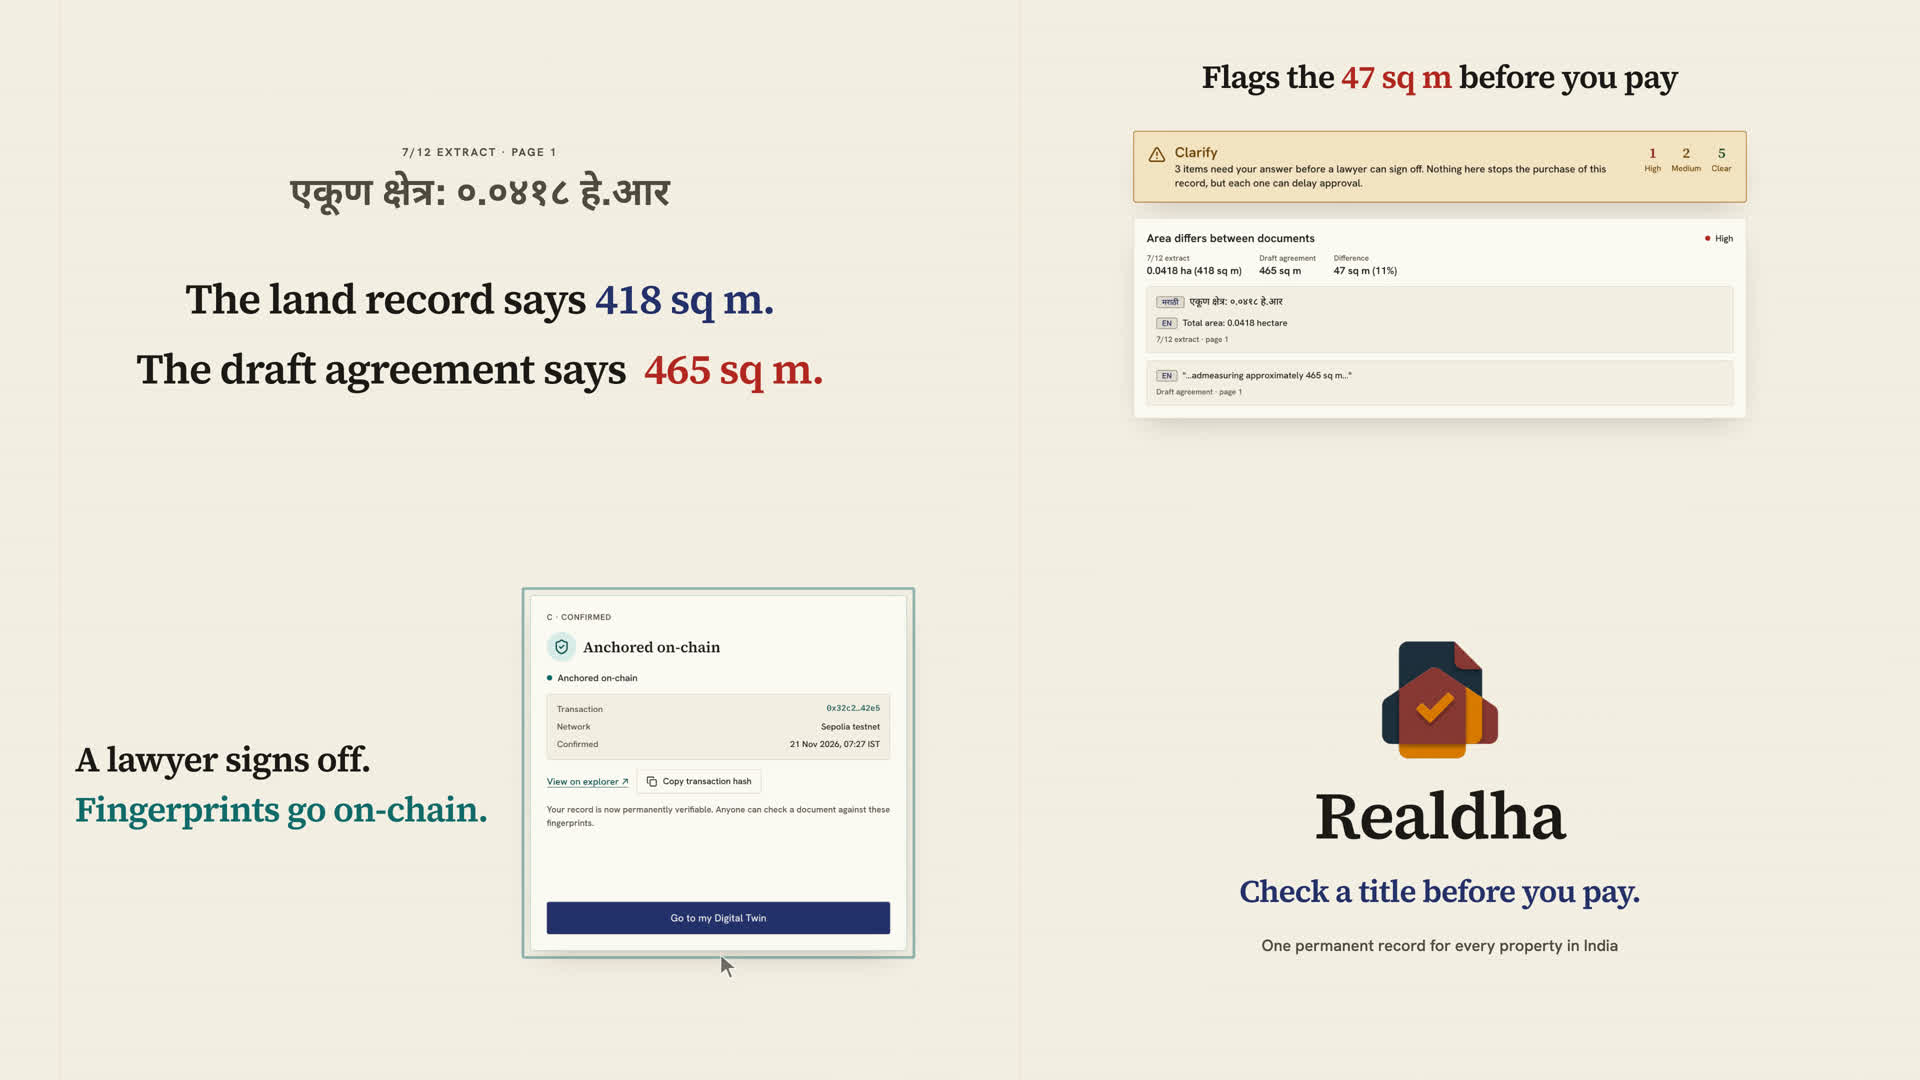 7/12 EXTRACT · PAGE 1
एकूण क्षेत्र: ०.०४१८ हे.आर
The land record says 418 sq m.
The draft agreement says 465 sq m.
Flags the 47 sq m before you pay
Clarify
3 items need your answer before a lawyer can sign off. Nothing here stops the purchase of this
record, but each one can delay approval.
1 2 5
High Medium Clear
Area differs between documents
High
7/12 extract Draft agreement Difference
0.0418 ha (418 sq m) 465 sq m 47 sq m (11%)
मराठी एकूण क्षेत्र: ०.०४१८ हे.आर
EN Total area: 0.0418 hectare
7/12 extract · page 1
EN "...admeasuring approximately 465 sq m..."
Draft agreement · page 1
A lawyer signs off.
Fingerprints go on-chain.
C · CONFIRMED
Anchored on-chain
Anchored on-chain
Transaction 0x32c2…42e5
Network Sepolia testnet
Confirmed 21 Nov 2026, 07:27 IST
View on explorer ↗ Copy transaction hash
Your record is now permanently verifiable. Anyone can check a document against these
fingerprints.
Go to my Digital Twin
Realdha
Check a title before you pay.
One permanent record for every property in India